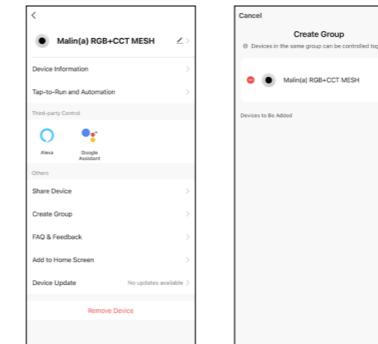 Malin(a) RGB+CCT MESH
Device Information
Tap-to-Run and Automation
Third-party Control
Alexa
Google
Assistant
Others
Share Device
Create Group
FAQ & Feedback
Add to Home Screen
Device Update No updates available
Remove Device
Cancel
Create Group
Devices in the same group can be controlled tog
Malin(a) RGB+CCT MESH
Devices to Be Added